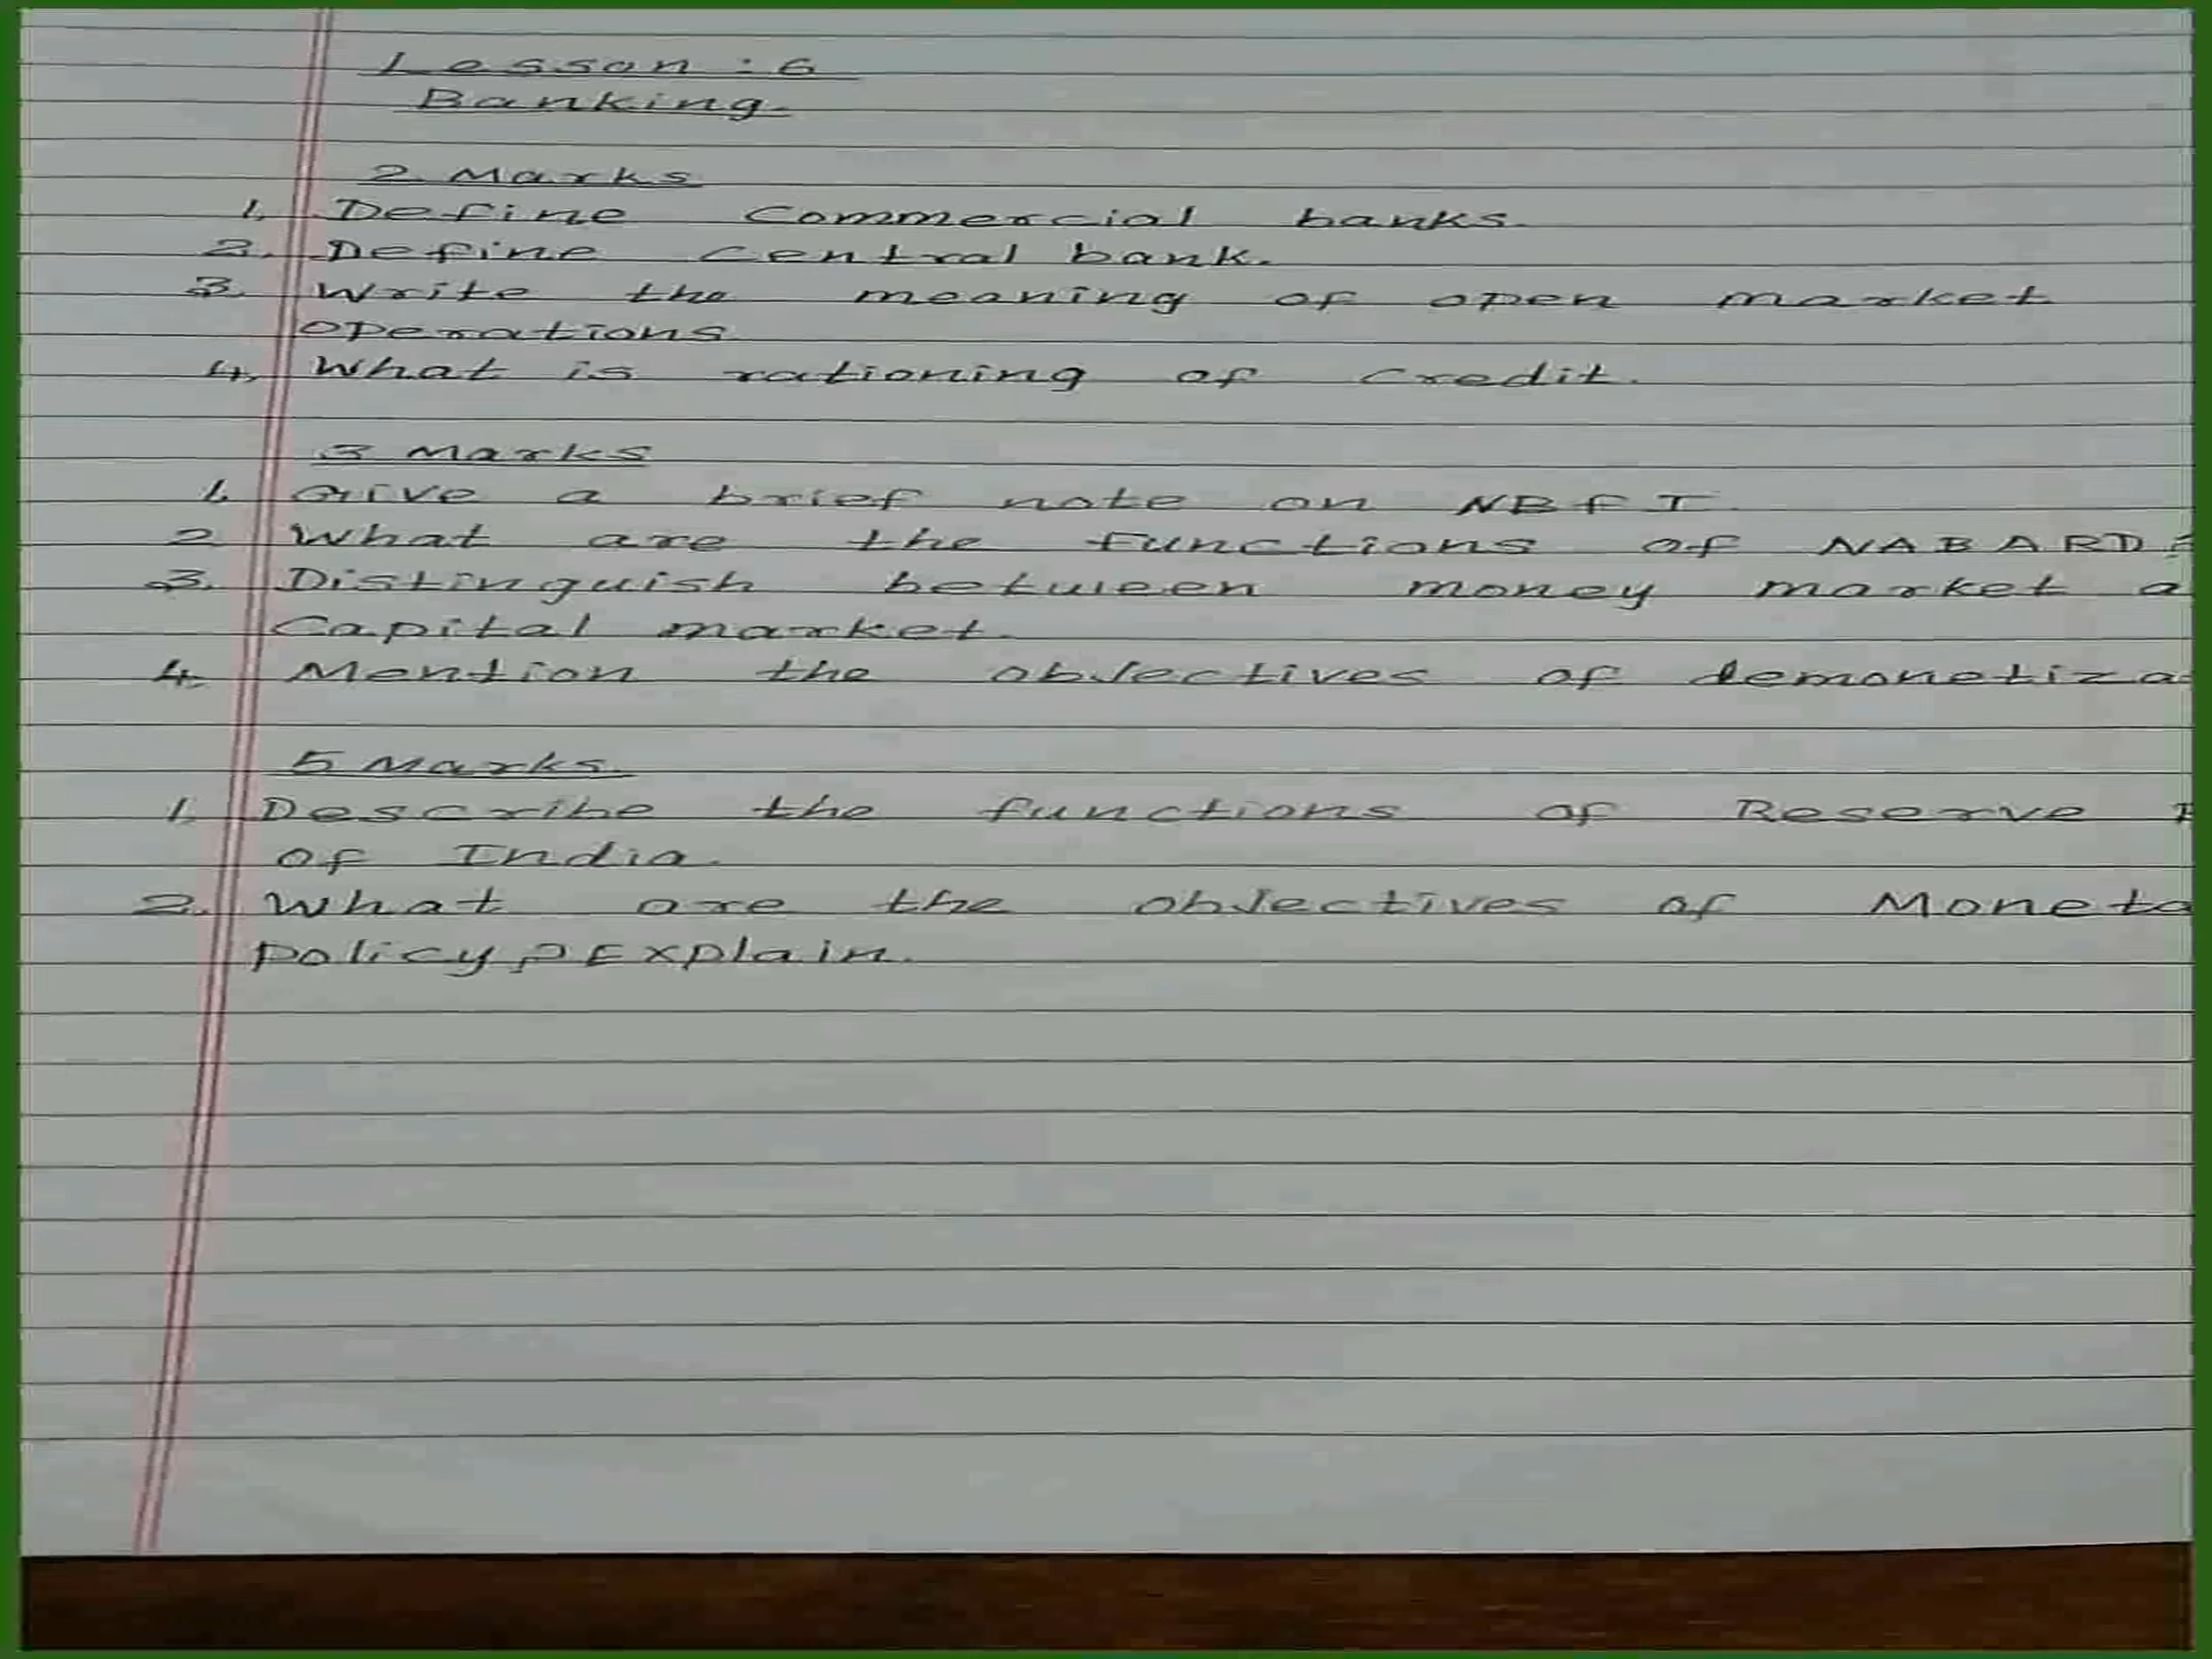 Lesson : 6
Banking.
2 Marks
1. Define Commercial banks.
2. Define central bank.
3. Write the meaning of open market
operations
4. What is rationing of credit.
3 Marks
1. Give a brief note on NBFI.
2 What are the functions of NABARD?
3. Distinguish between money market a
Capital market.
4. Mention the objectives of demonetiza
5 Marks.
1. Describe the functions of Reserve
of India.
2. What are the objectives of Moneta
policy? Explain.